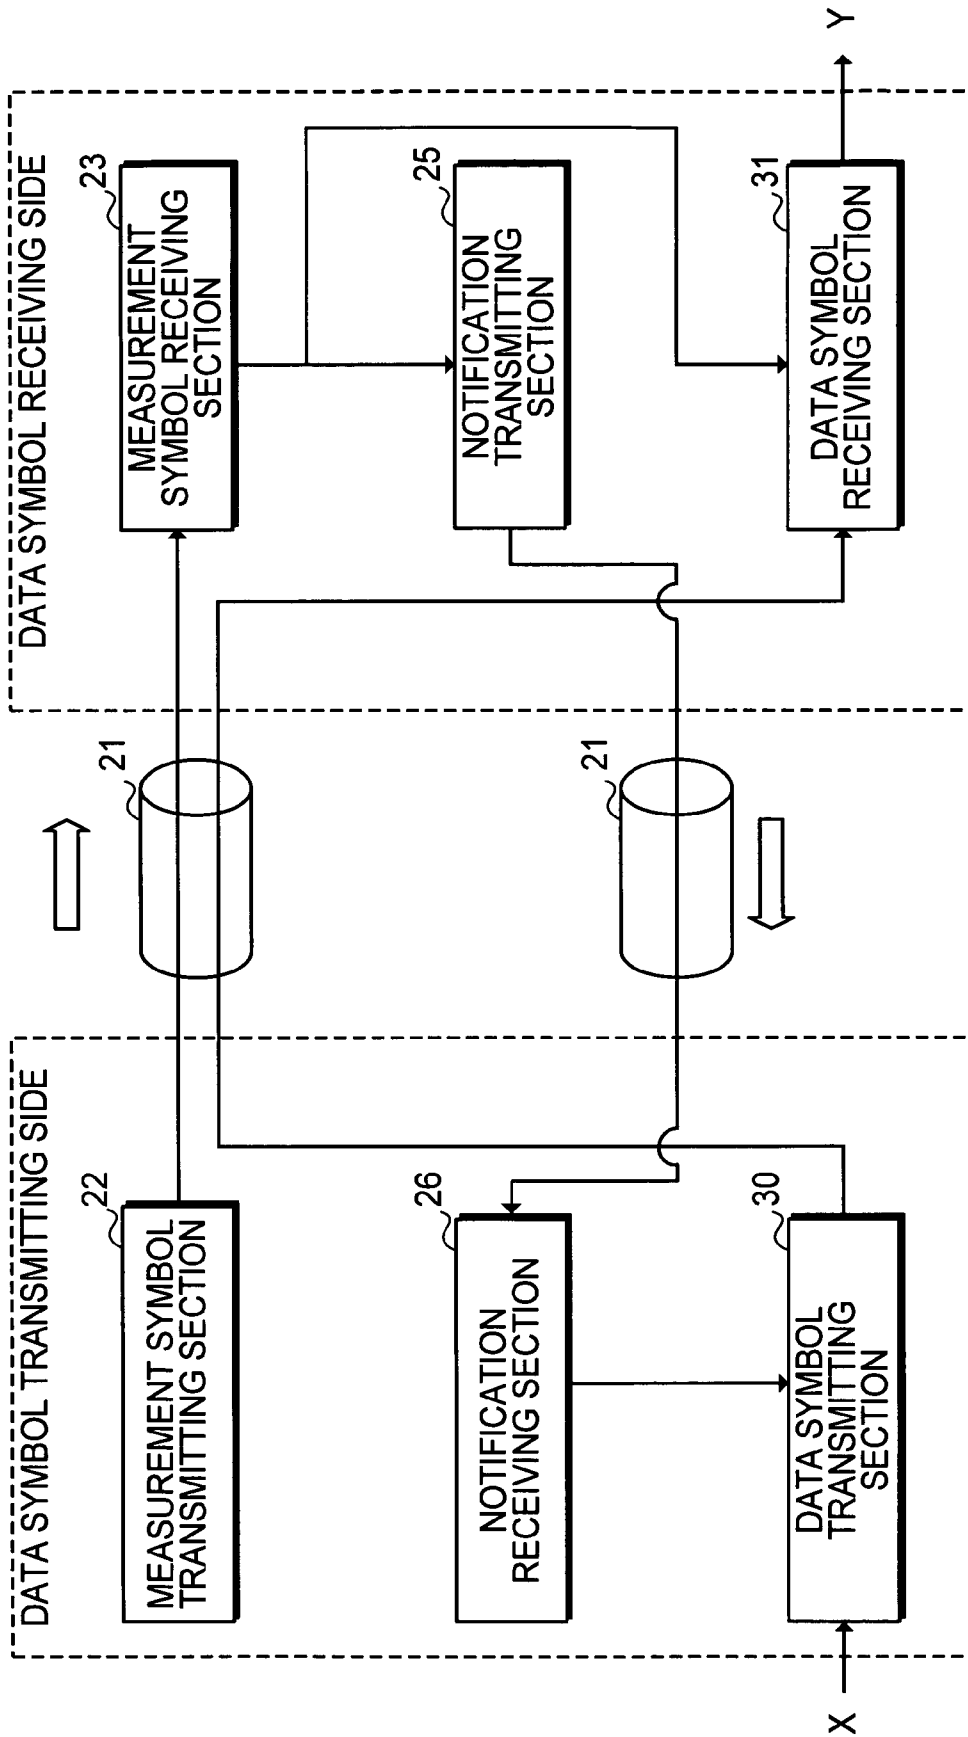 DATA SYMBOL TRANSMITTING SIDE
22
MEASUREMENT SYMBOL
TRANSMITTING SECTION
26
NOTIFICATION
RECEIVING SECTION
30
DATA SYMBOL
TRANSMITTING
SECTION
X
21
21
DATA SYMBOL RECEIVING SIDE
23
MEASUREMENT
SYMBOL RECEIVING
SECTION
25
NOTIFICATION
TRANSMITTING
SECTION
31
DATA SYMBOL
RECEIVING SECTION
Y